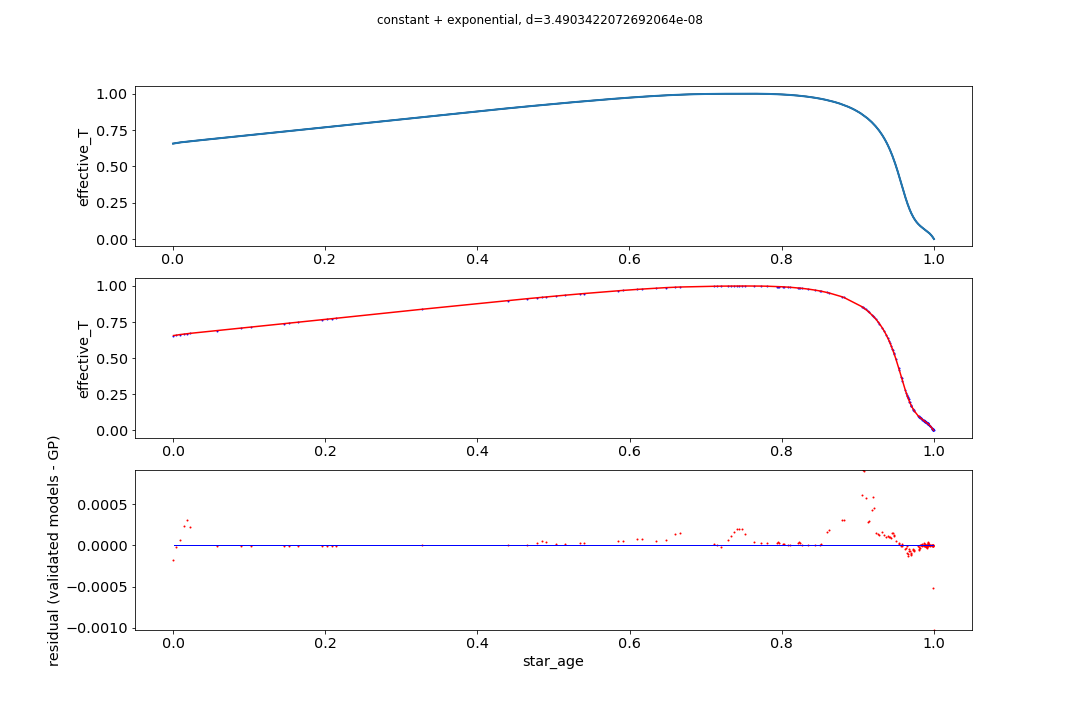 constant + exponential, d=3.4903422072692064e-08
effective_T
1.00
0.75
0.50
0.25
0.00
0.0 0.2 0.4 0.6 0.8 1.0
effective_T
1.00
0.75
0.50
0.25
0.00
0.0 0.2 0.4 0.6 0.8 1.0
residual (validated models - GP)
0.0005
0.0000
−0.0005
−0.0010
0.0 0.2 0.4 0.6 0.8 1.0
star_age